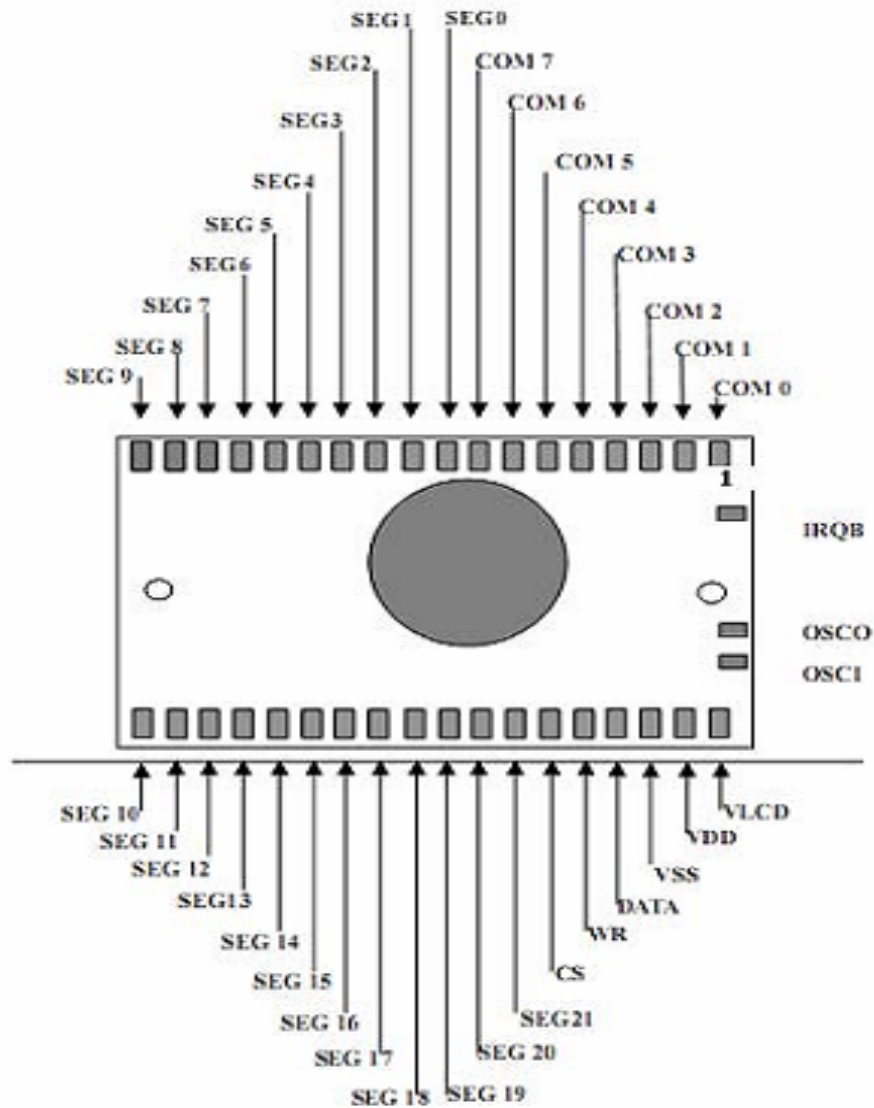 SEG1
SEG0
SEG2
COM 7
COM 6
SEG3
COM 5
SEG4
COM 4
SEG 5
COM 3
SEG6
SEG 7
COM 2
SEG 8
COM 1
SEG 9
COM 0
1
IRQB
OSCO
OSCI
SEG 10
VLCD
SEG 11
VDD
SEG 12
VSS
SEG13
DATA
SEG 14
WR
SEG 15
CS
SEG 16
SEG21
SEG 17
SEG 20
SEG 18
SEG 19